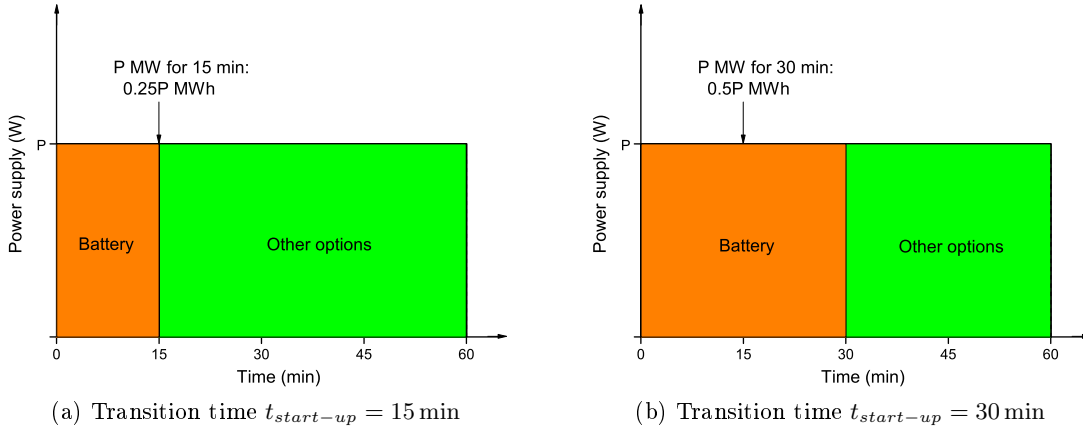 P MW for 15 min:
0.25P MWh
Power supply (W)
P
Battery
Other options
0
15
30
45
60
Time (min)
(a) Transition time t_{start-up} = 15 min
P MW for 30 min:
0.5P MWh
Power supply (W)
P
Battery
Other options
0
15
30
45
60
Time (min)
(b) Transition time t_{start-up} = 30 min